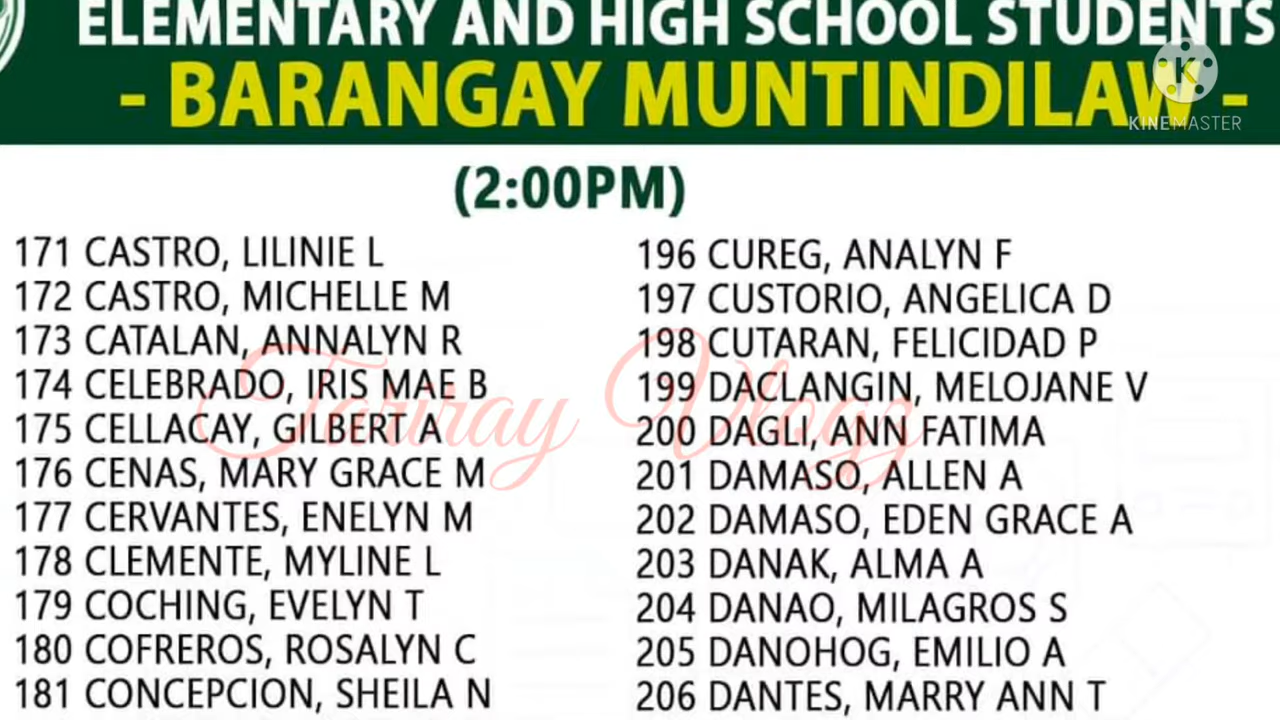 ELEMENTARY AND HIGH SCHOOL STUDENTS
- BARANGAY MUNTINDILAW -
KINEMASTER
(2:00PM)
171 CASTRO, LILINIE L
172 CASTRO, MICHELLE M
173 CATALAN, ANNALYN R
174 CELEBRADO, IRIS MAE B
175 CELLACAY, GILBERT A
176 CENAS, MARY GRACE M
177 CERVANTES, ENELYN M
178 CLEMENTE, MYLINE L
179 COCHING, EVELYN T
180 COFREROS, ROSALYN C
181 CONCEPCION, SHEILA N
196 CUREG, ANALYN F
197 CUSTORIO, ANGELICA D
198 CUTARAN, FELICIDAD P
199 DACLANGIN, MELOJANE V
200 DAGLI, ANN FATIMA
201 DAMASO, ALLEN A
202 DAMASO, EDEN GRACE A
203 DANAK, ALMA A
204 DANAO, MILAGROS S
205 DANOHOG, EMILIO A
206 DANTES, MARRY ANN T
Tariray Vlogz